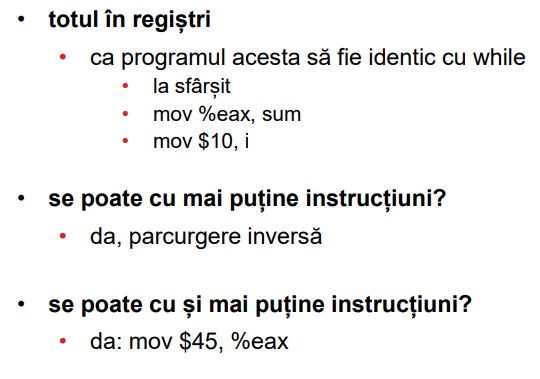 • totul în regiștri
• ca programul acesta să fie identic cu while
• la sfârșit
• mov %eax, sum
• mov $10, i
• se poate cu mai puține instrucțiuni?
• da, parcurgere inversă
• se poate cu și mai puține instrucțiuni?
• da: mov $45, %eax